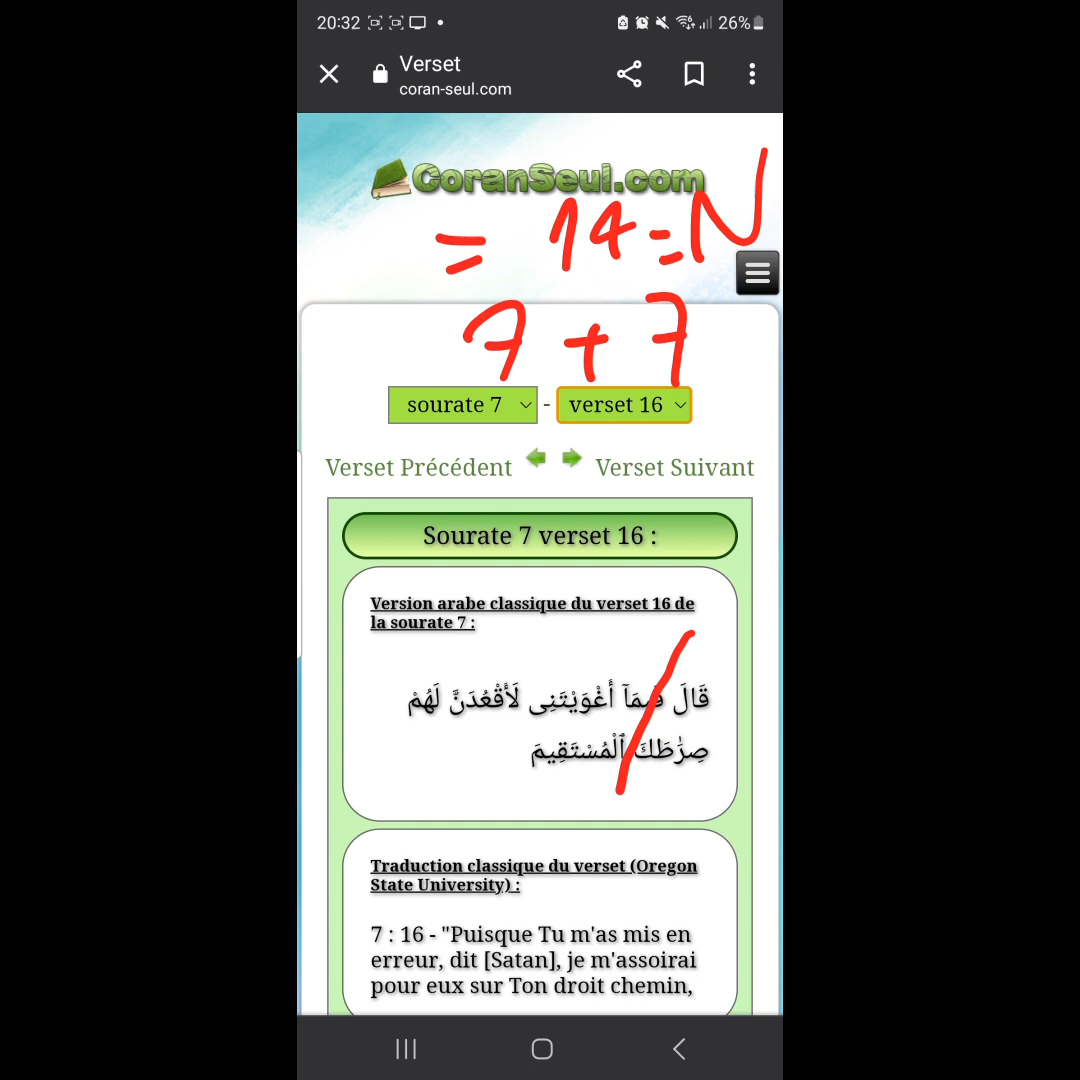 20:32
26%
Verset
coran-seul.com
CoranSeul.com
= 14 = N
7 + 7
sourate 7 - verset 16
Verset Précédent Verset Suivant
Sourate 7 verset 16 :
Version arabe classique du verset 16 de
la sourate 7 :
قَالَ فَبِمَآ أَغْوَيْتَنِى لَأَقْعُدَنَّ لَهُمْ
صِرَٰطَكَ ٱلْمُسْتَقِيمَ
Traduction classique du verset (Oregon
State University) :
7 : 16 - "Puisque Tu m'as mis en
erreur, dit [Satan], je m'assoirai
pour eux sur Ton droit chemin,